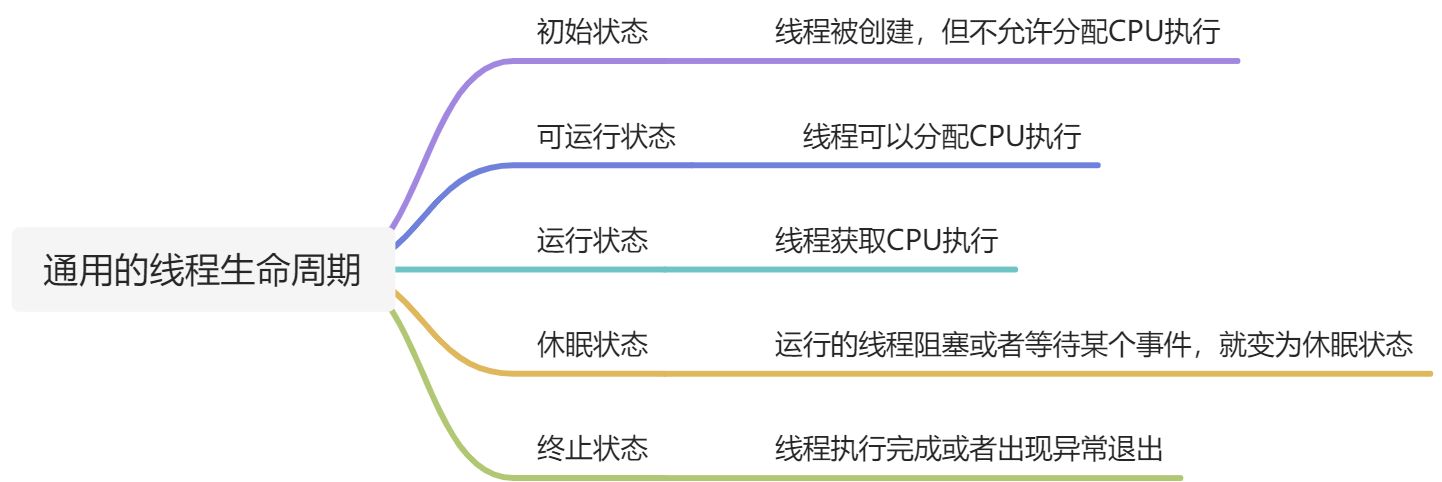 初始状态 线程被创建，但不允许分配CPU执行
可运行状态 线程可以分配CPU执行
通用的线程生命周期
运行状态 线程获取CPU执行
休眠状态 运行的线程阻塞或者等待某个事件，就变为休眠状态
终止状态 线程执行完成或者出现异常退出